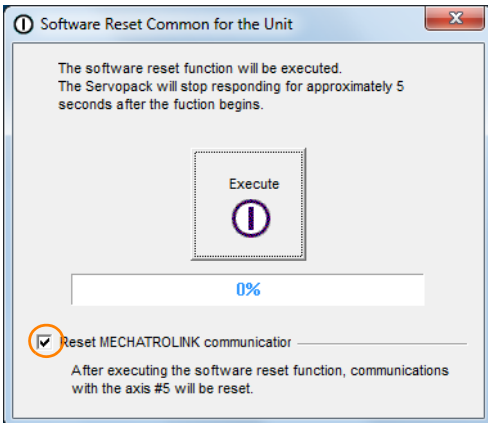 Software Reset Common for the Unit
The software reset function will be executed.
The Servopack will stop responding for approximately 5
seconds after the fuction begins.
Execute
0%
Reset MECHATROLINK communicatior
After executing the software reset function, communications
with the axis #5 will be reset.